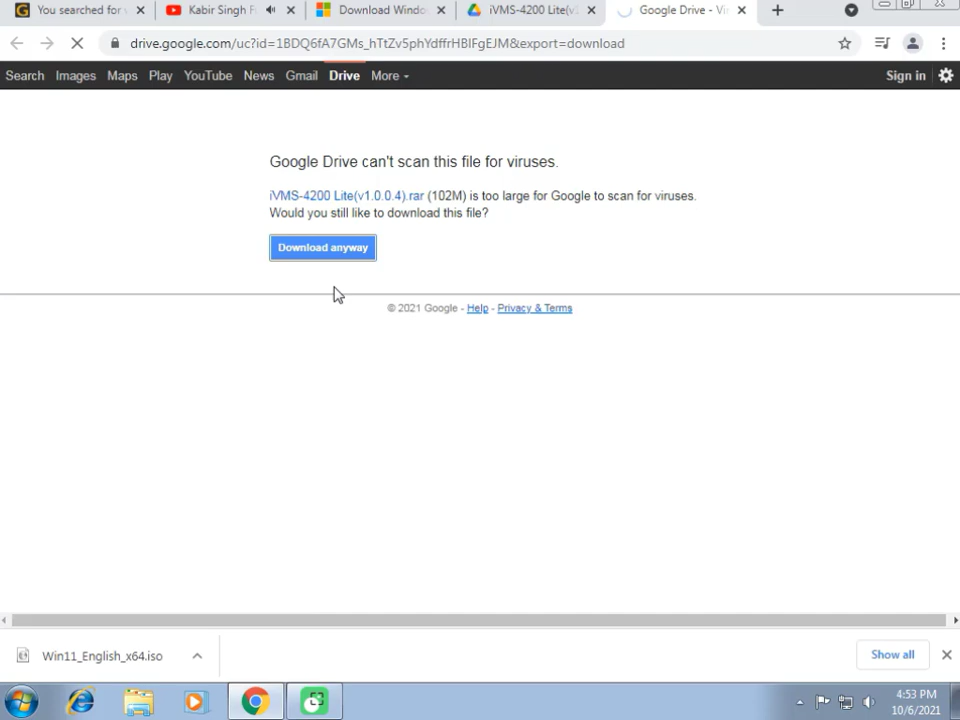 You searched for
Kabir Singh F
Download Windo
iVMS-4200 Lite(v
Google Drive - Vi
drive.google.com/uc?id=1BDQ6fA7GMs_hTtZv5phYdffrHBlFgEJM&export=download
Search Images Maps Play YouTube News Gmail Drive More
Sign in
Google Drive can't scan this file for viruses.
iVMS-4200 Lite(v1.0.0.4).rar (102M) is too large for Google to scan for viruses.
Would you still like to download this file?
Download anyway
© 2021 Google - Help - Privacy & Terms
Win11_English_x64.iso
Show all
4:53 PM
10/6/2021